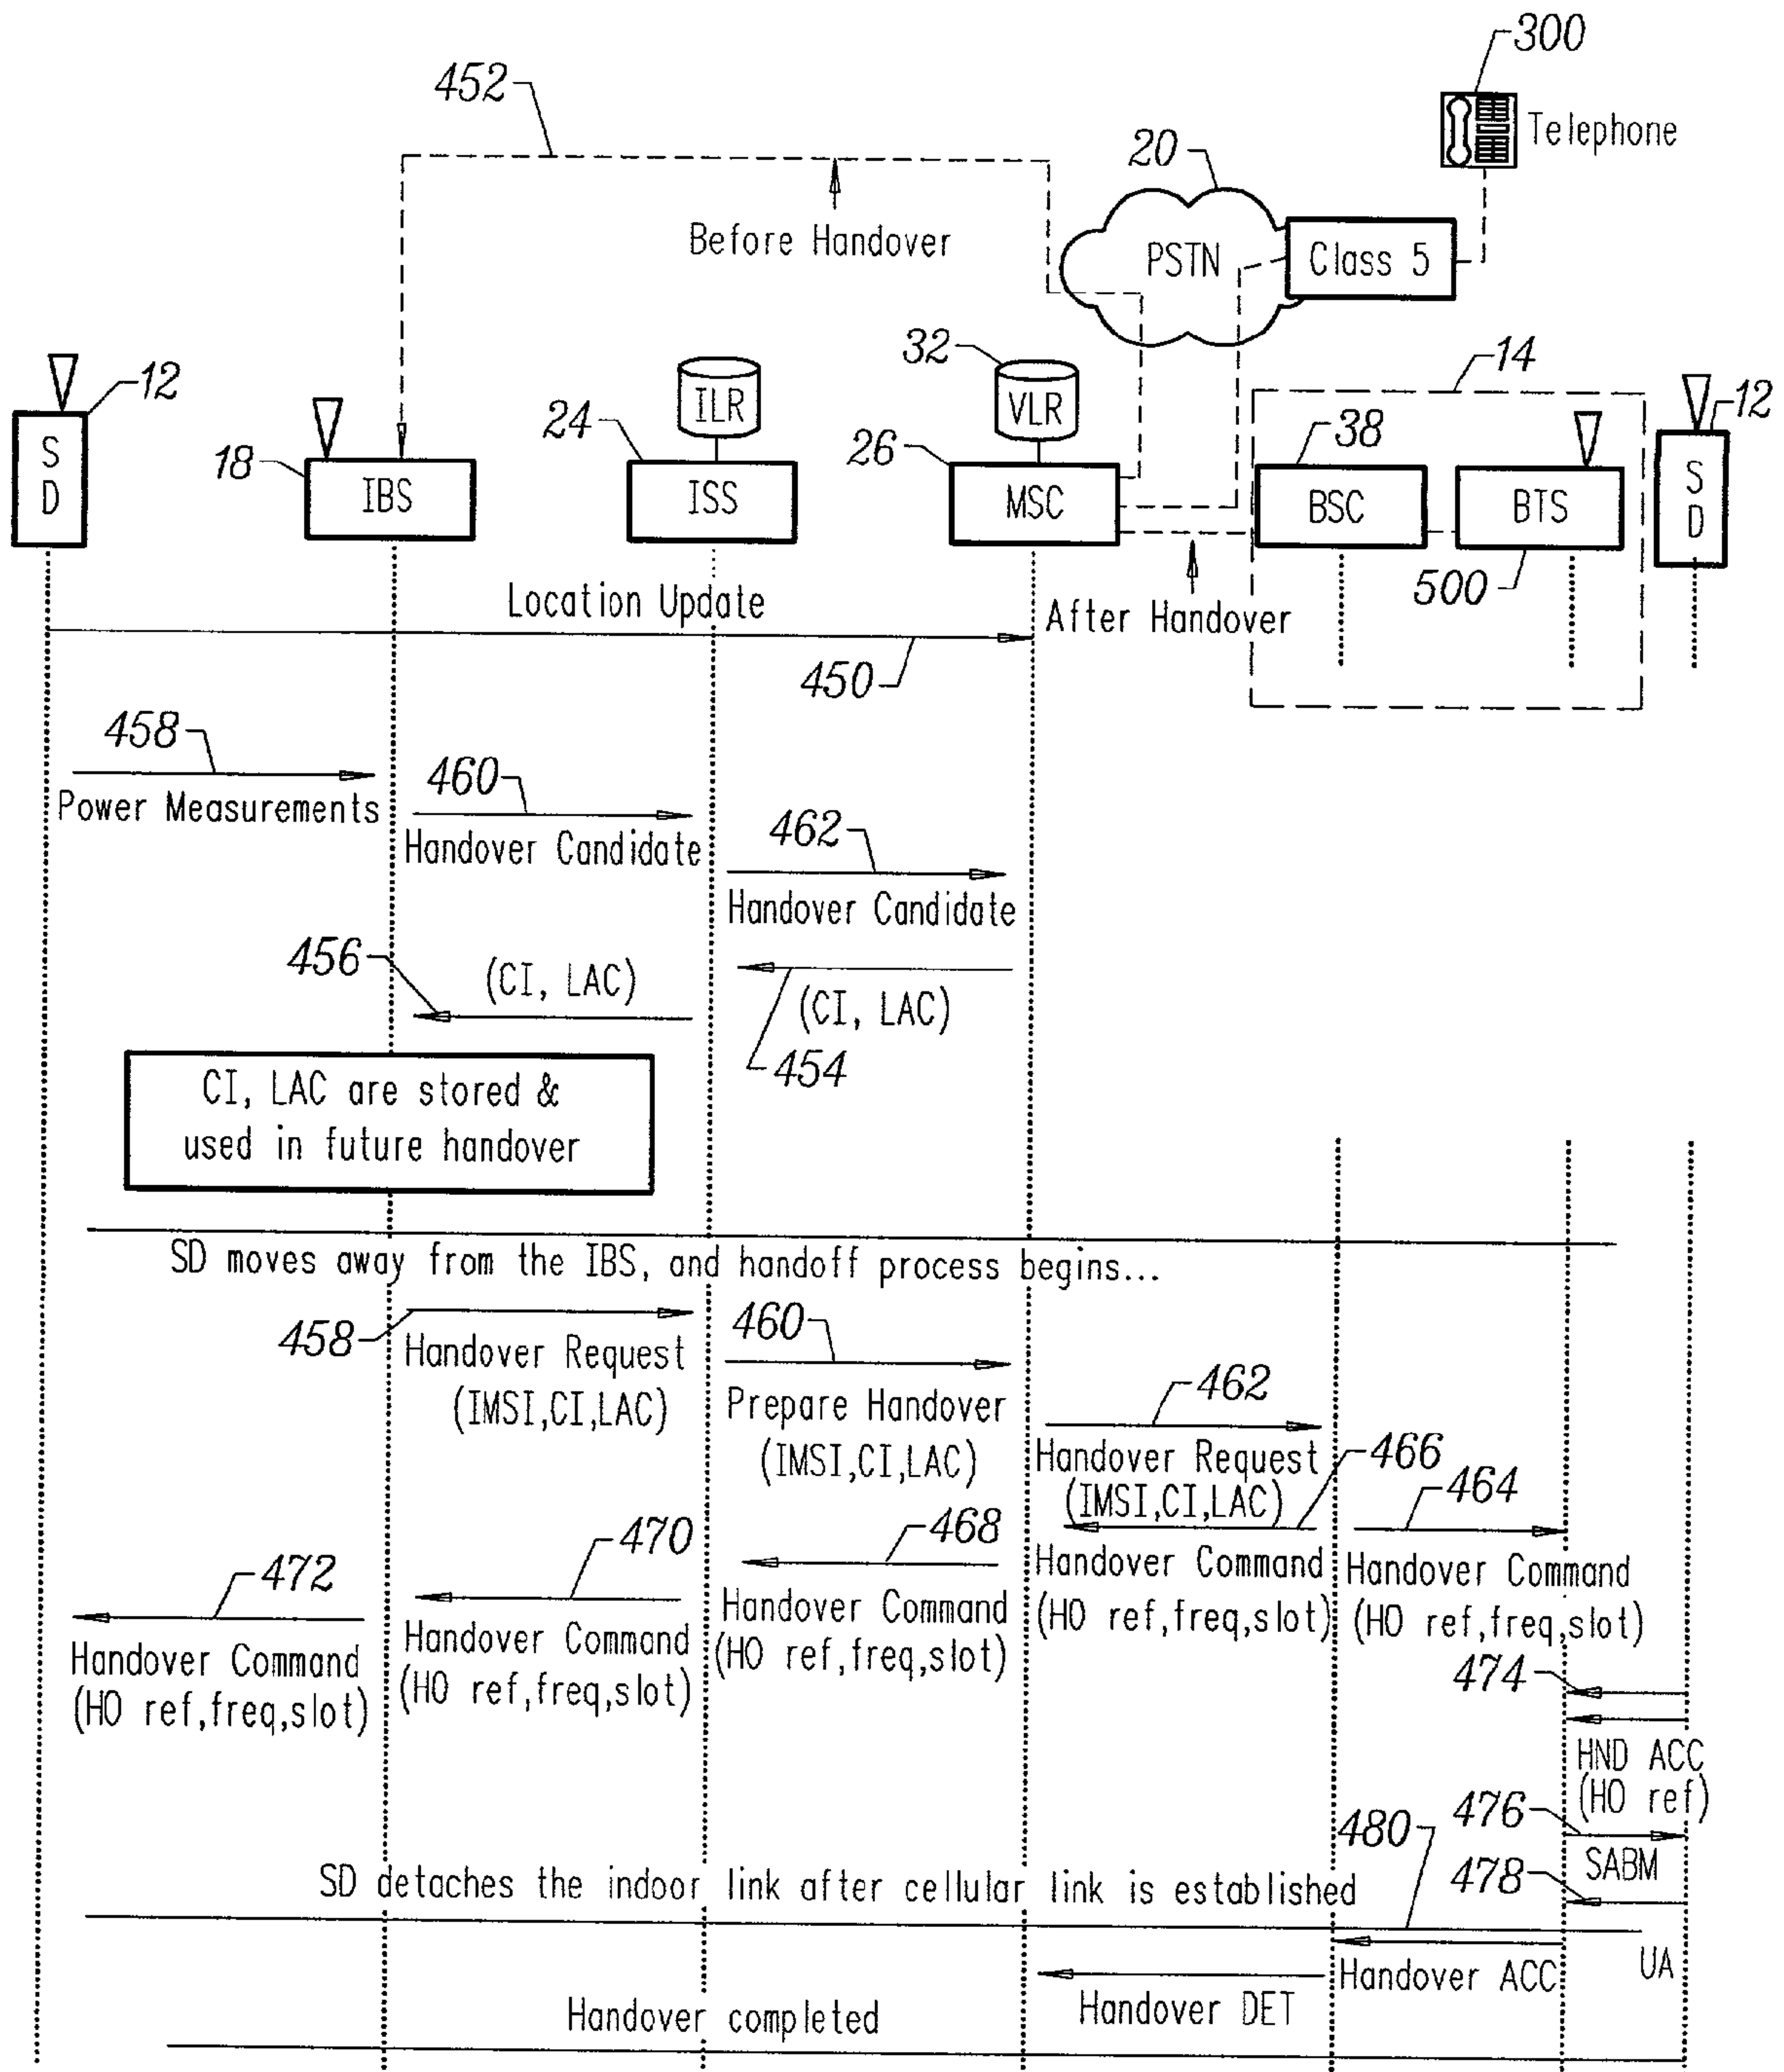 300
452
Telephone
20
Before Handover
PSTN
Class 5
32
14
12
ILR
VLR
12
24
38
26
18
S
D
IBS
ISS
MSC
BSC
BTS
S
D
500
Location Update
After Handover
450
458
460
Power Measurements
462
Handover Candidate
Handover Candidate
456
(CI, LAC)
(CI, LAC)
454
CI, LAC are stored &
used in future handover
SD moves away from the IBS, and handoff process begins...
458
Handover Request
(IMSI,CI,LAC)
460
Prepare Handover
(IMSI,CI,LAC)
462
Handover Request
(IMSI,CI,LAC)
466
464
468
470
472
Handover Command
(HO ref,freq,slot)
Handover Command
(HO ref,freq,slot)
Handover Command
(HO ref,freq,slot)
Handover Command
(HO ref,freq,slot)
Handover Command
(HO ref,freq,slot)
474
HND ACC
(HO ref)
476
480
SABM
478
SD detaches the indoor link after cellular link is established
UA
Handover ACC
Handover DET
Handover completed